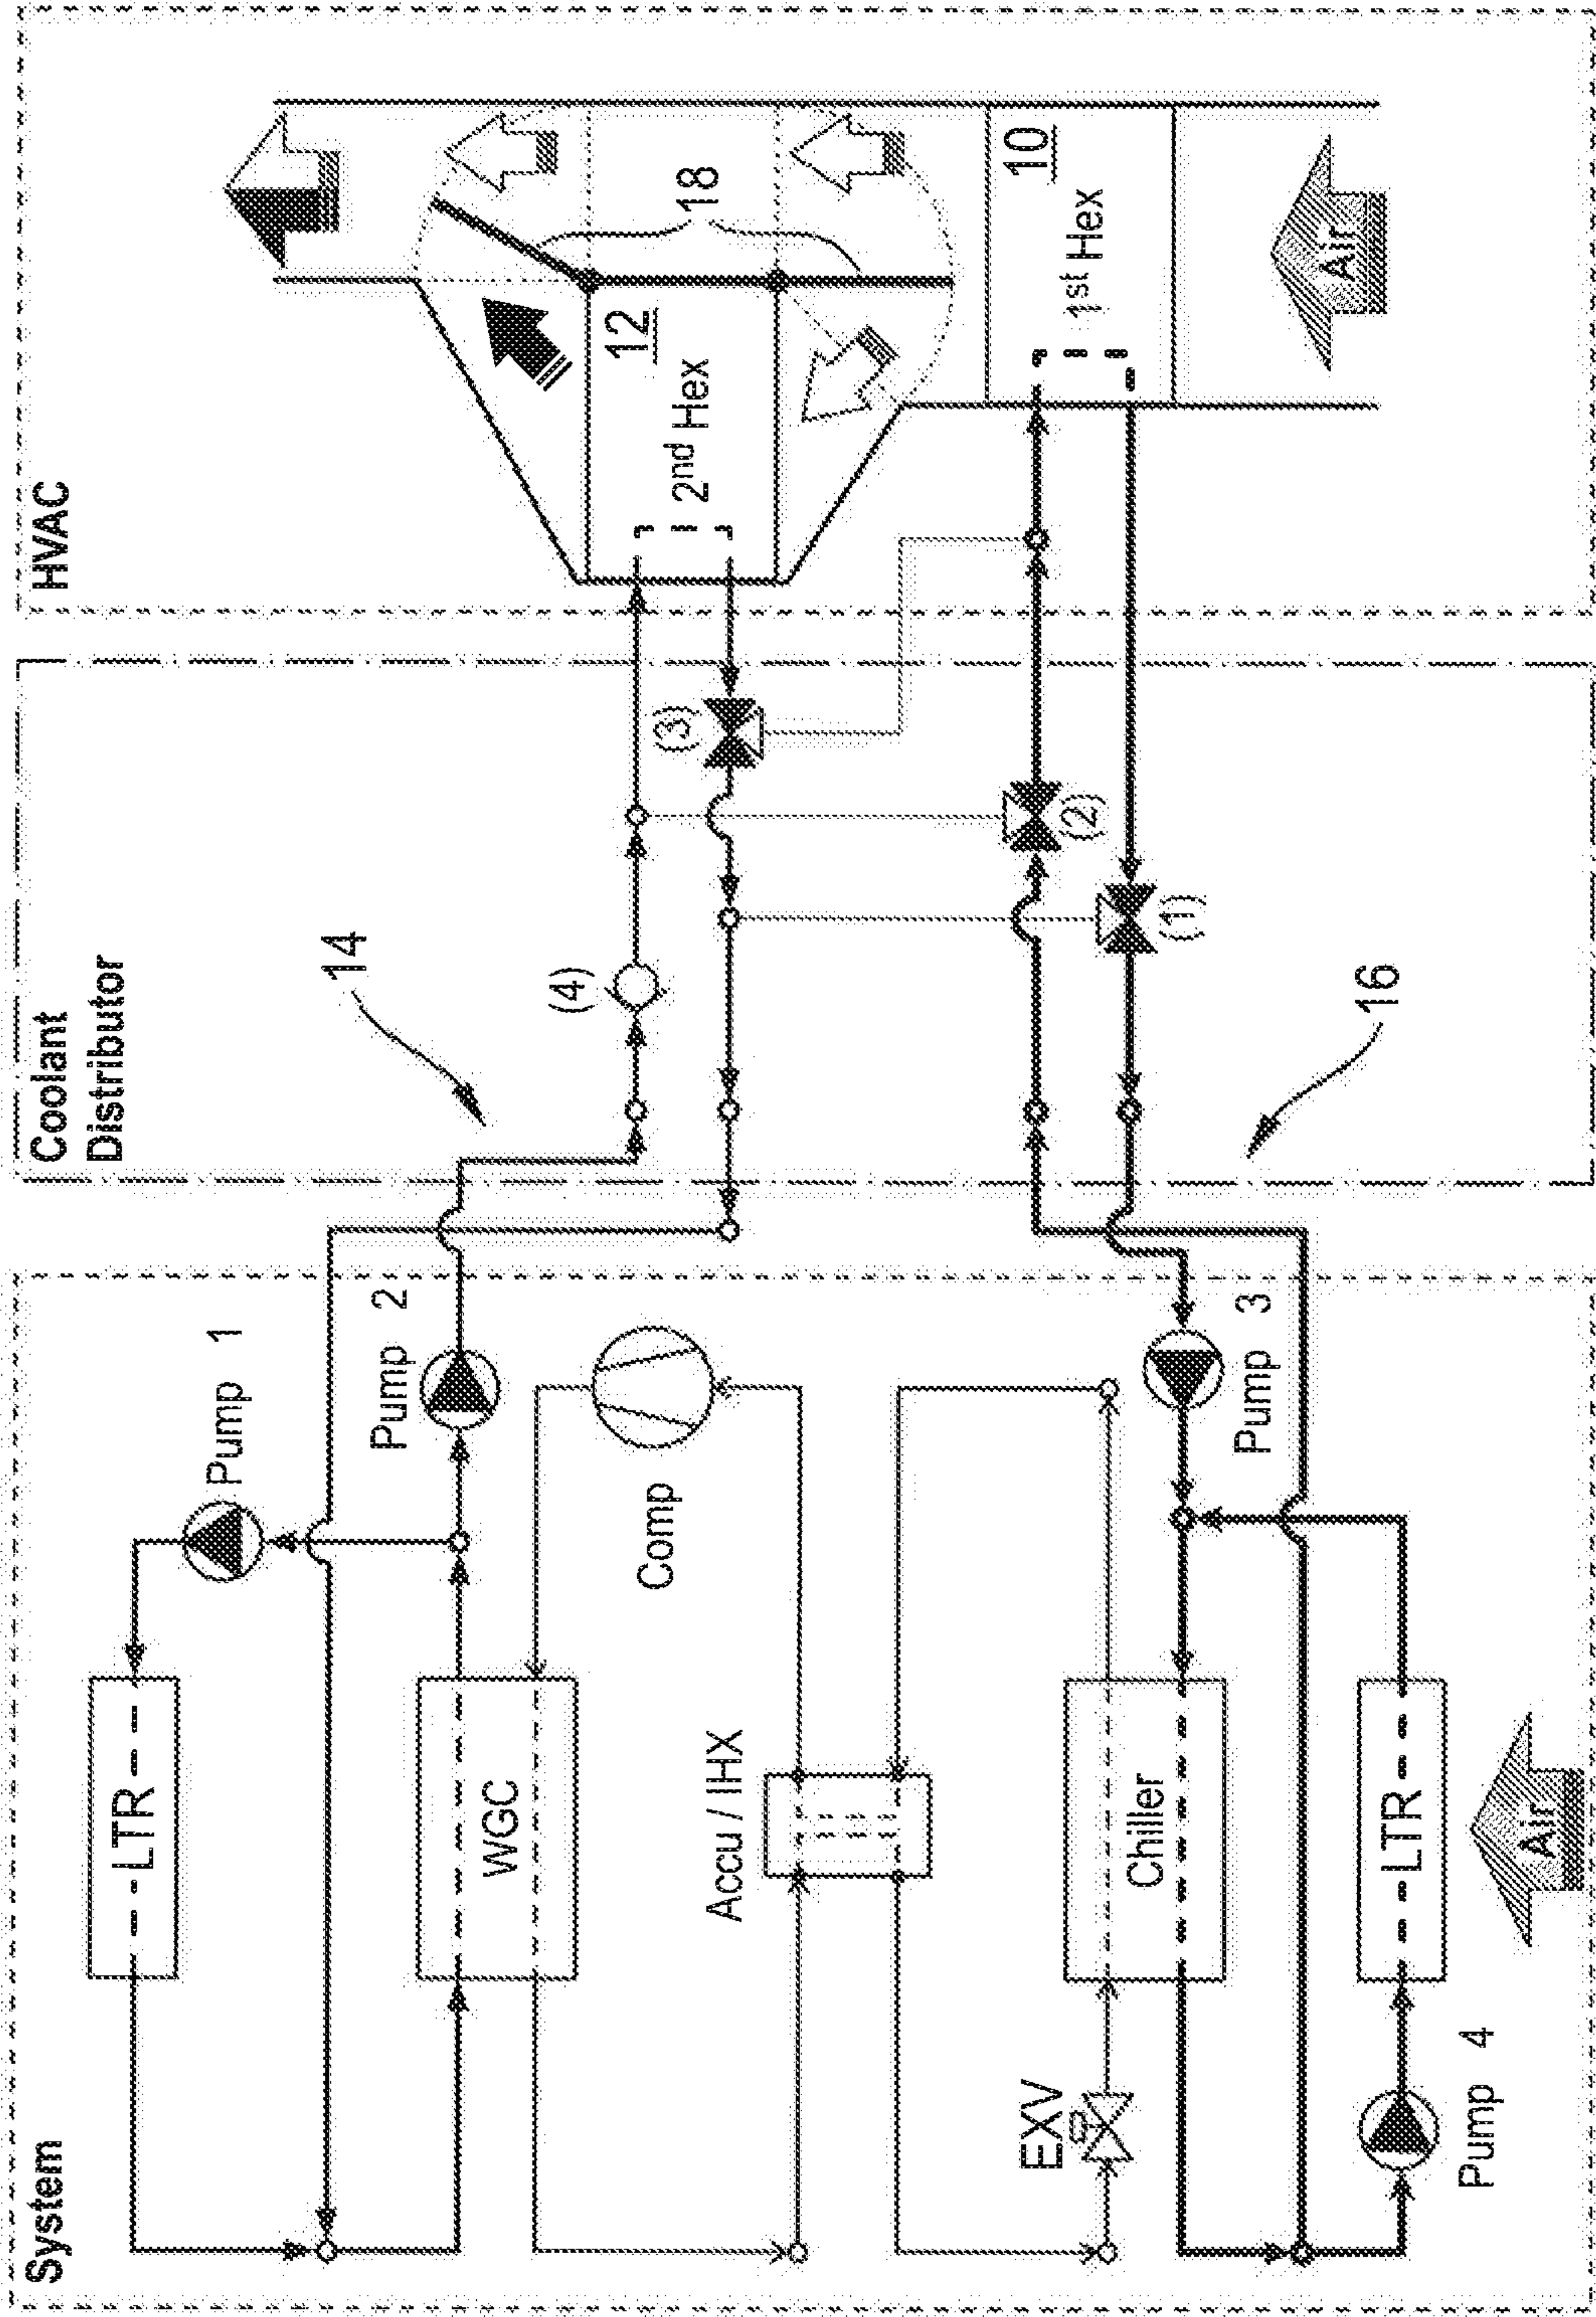 System
LTR
Pump 1
WGC
Pump 2
Comp
Accu / IHX
EXV
Chiller
Pump 3
LTR
Pump 4
Air
Coolant
Distributor
14
(4)
(3)
(2)
(1)
16
HVAC
12
2nd Hex
18
10
1st Hex
Air